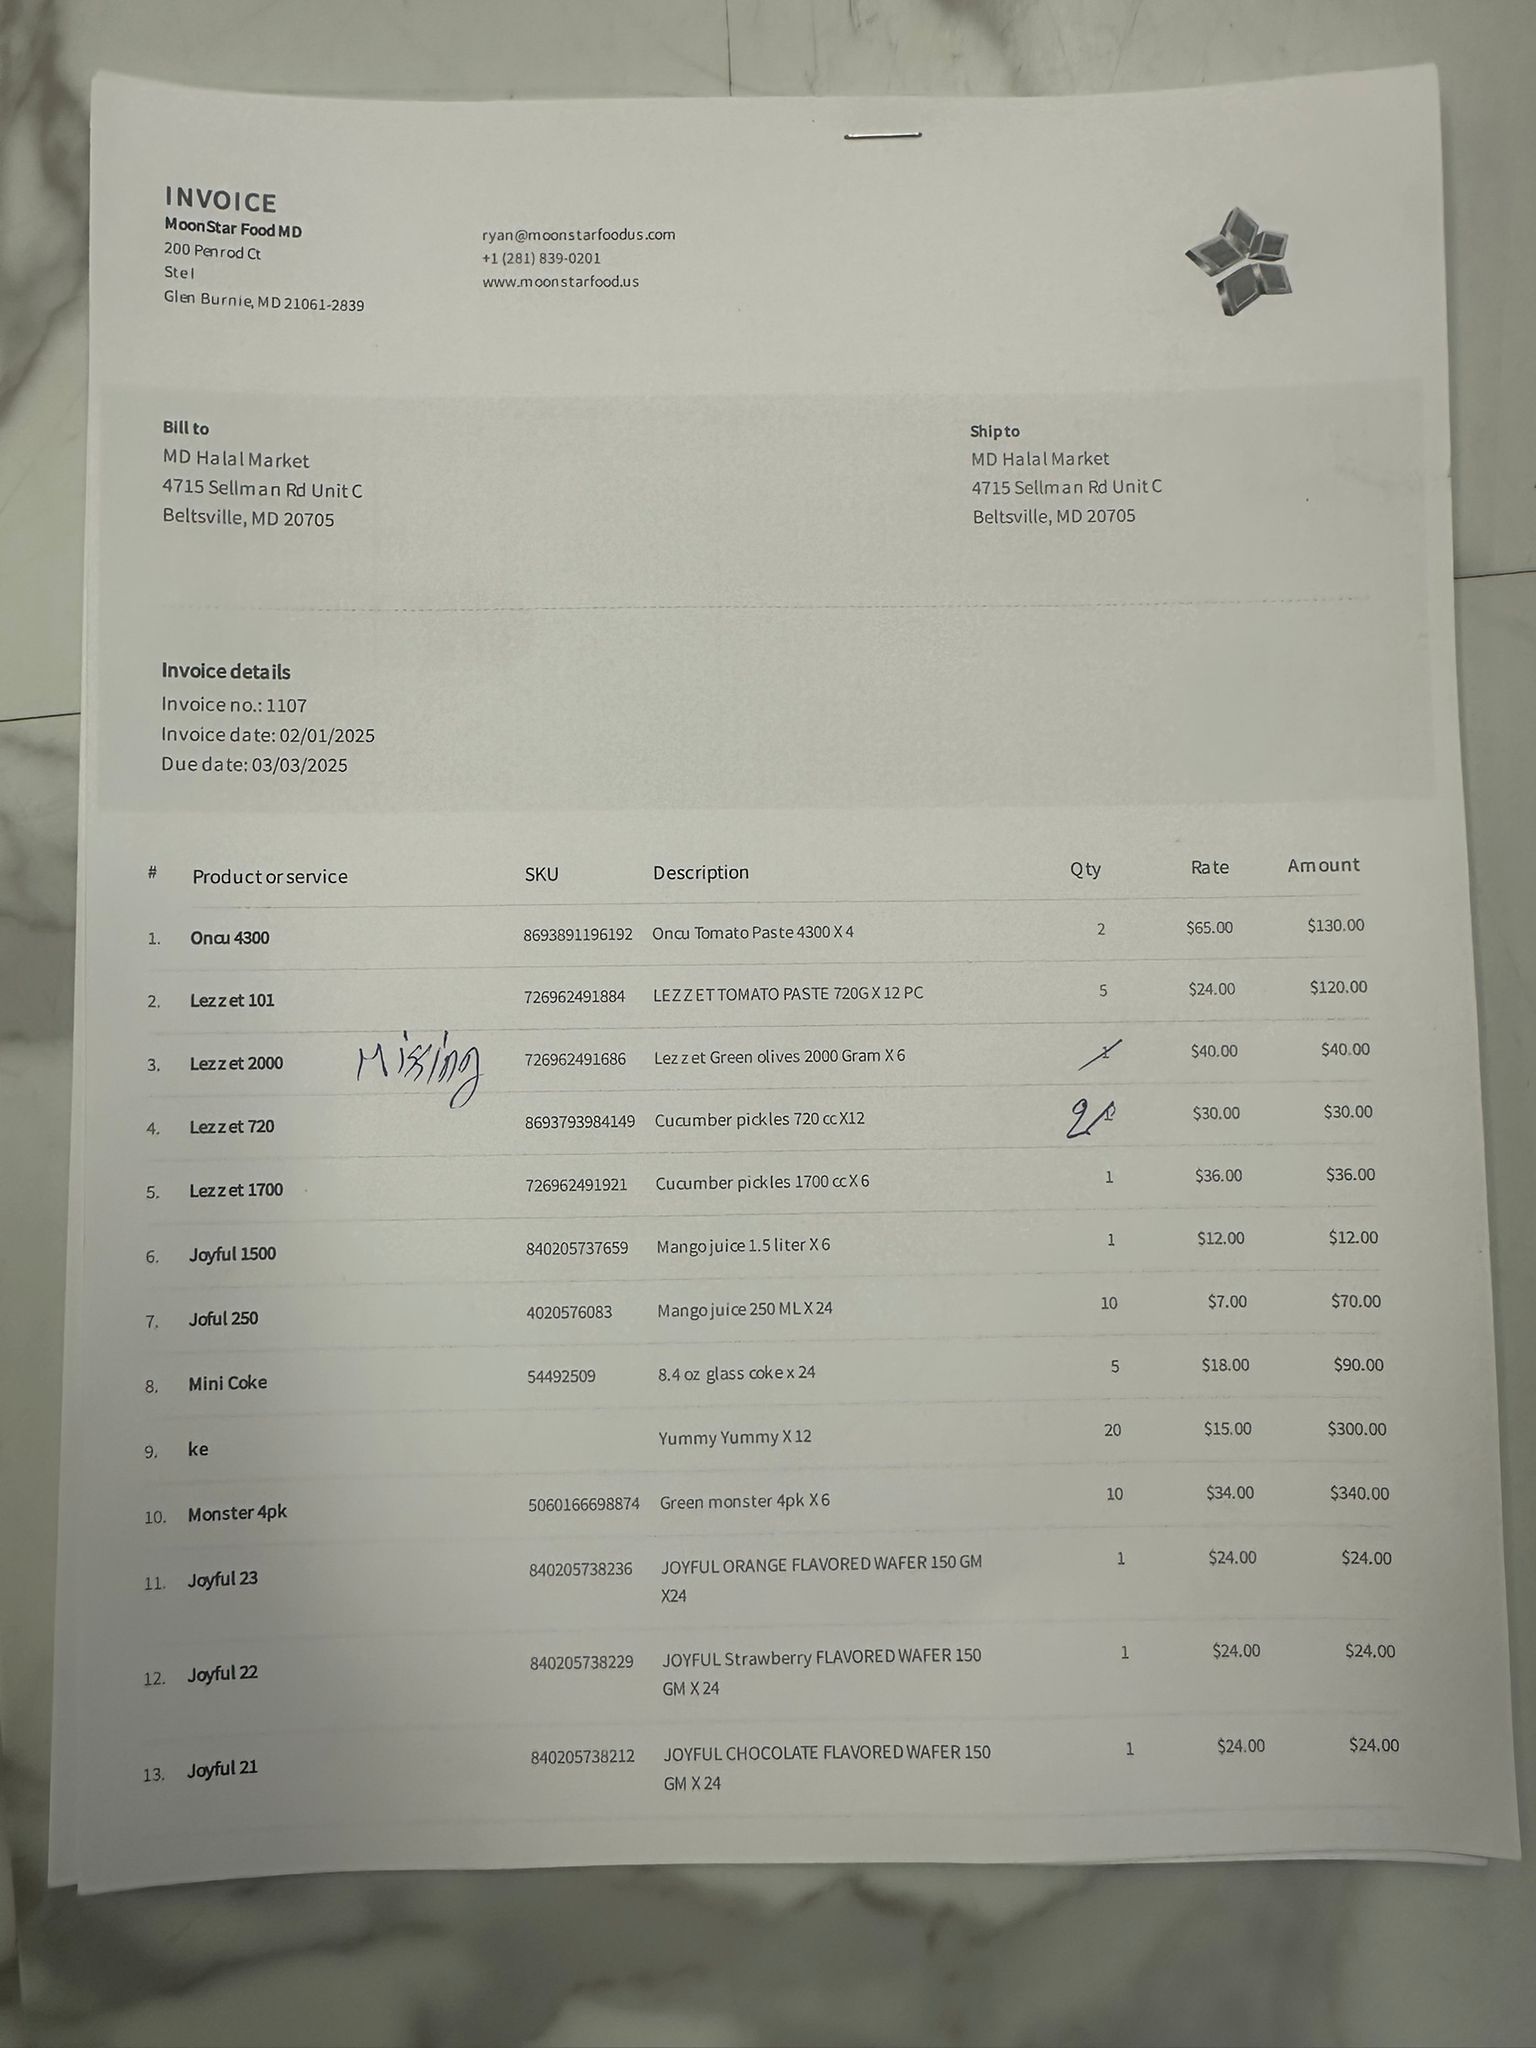 INVOICE
MoonStar Food MD
200 Penrod Ct
Ste I
Glen Burnie, MD 21061-2839
ryan@moonstarfoodus.com
+1 (281) 839-0201
www.moonstarfood.us
Bill to
MD Halal Market
4715 Sellman Rd Unit C
Beltsville, MD 20705
Ship to
MD Halal Market
4715 Sellman Rd Unit C
Beltsville, MD 20705
Invoice details
Invoice no.: 1107
Invoice date: 02/01/2025
Due date: 03/03/2025
# Product or service SKU Description Qty Rate Amount
1. Oncu 4300 8693891196192 Oncu Tomato Paste 4300 X 4 2 $65.00 $130.00
2. Lezzet 101 726962491884 LEZZET TOMATO PASTE 720G X 12 PC 5 $24.00 $120.00
3. Lezzet 2000 Missing 726962491686 Lezzet Green olives 2000 Gram X 6 1 $40.00 $40.00
4. Lezzet 720 8693793984149 Cucumber pickles 720 cc X12 2 1 $30.00 $30.00
5. Lezzet 1700 726962491921 Cucumber pickles 1700 cc X 6 1 $36.00 $36.00
6. Joyful 1500 840205737659 Mango juice 1.5 liter X 6 1 $12.00 $12.00
7. Joful 250 4020576083 Mango juice 250 ML X 24 10 $7.00 $70.00
8. Mini Coke 54492509 8.4 oz glass coke x 24 5 $18.00 $90.00
9. ke Yummy Yummy X 12 20 $15.00 $300.00
10. Monster 4pk 5060166698874 Green monster 4pk X 6 10 $34.00 $340.00
11. Joyful 23 840205738236 JOYFUL ORANGE FLAVORED WAFER 150 GM 1 $24.00 $24.00
X24
12. Joyful 22 840205738229 JOYFUL Strawberry FLAVORED WAFER 150 1 $24.00 $24.00
GM X 24
13. Joyful 21 840205738212 JOYFUL CHOCOLATE FLAVORED WAFER 150 1 $24.00 $24.00
GM X 24